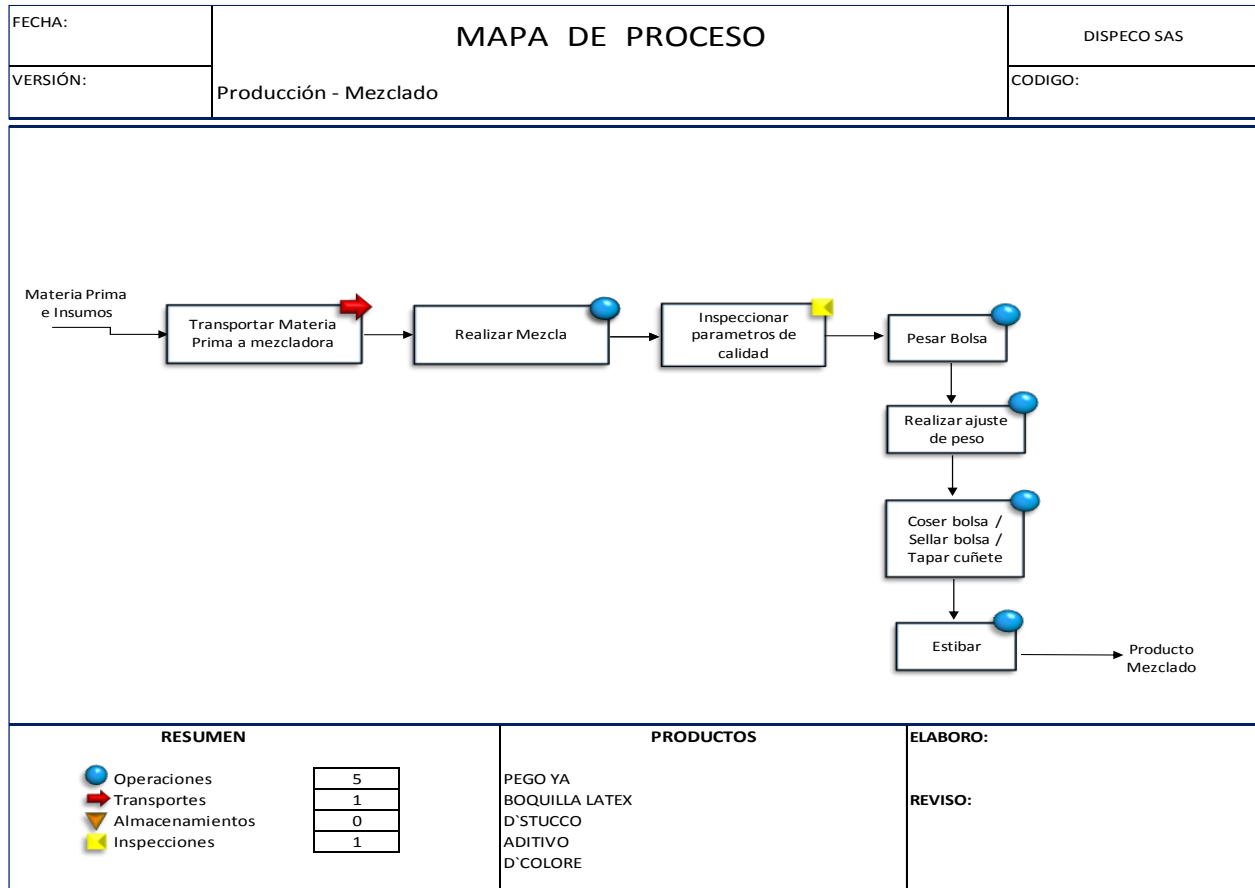 FECHA:
MAPA DE PROCESO
DISPECO SAS
VERSIÓN:
Producción - Mezclado
CODIGO:
Materia Prima
e Insumos
Transportar Materia
Prima a mezcladora
Realizar Mezcla
Inspeccionar
parametros de
calidad
Pesar Bolsa
Realizar ajuste
de peso
Coser bolsa /
Sellar bolsa /
Tapar cuñete
Estibar
Producto
Mezclado
RESUMEN
Operaciones 5
Transportes 1
Almacenamientos 0
Inspecciones 1
PRODUCTOS
PEGO YA
BOQUILLA LATEX
D`STUCCO
ADITIVO
D`COLORE
ELABORO:
REVISO: